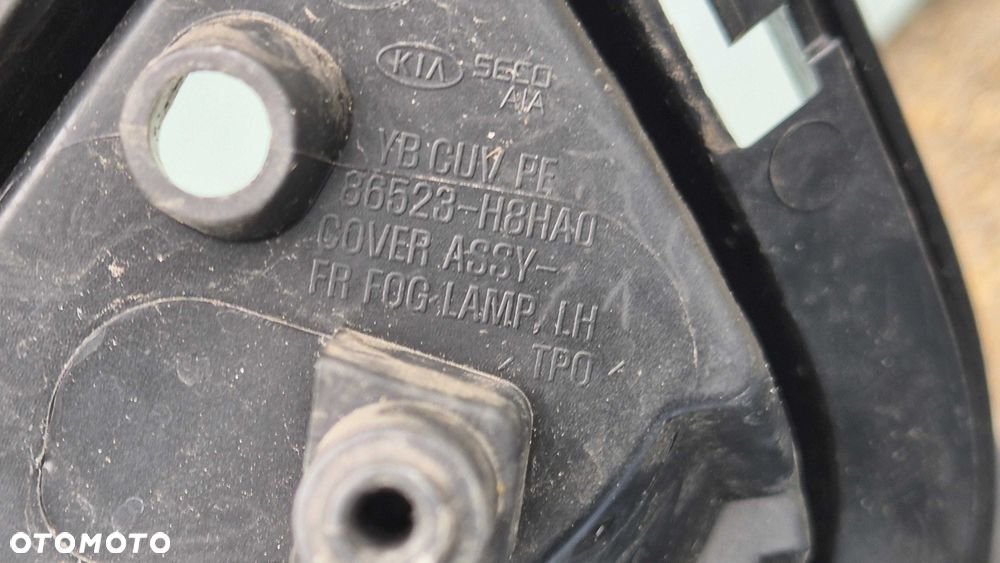 KIA SECO
AIA
YB CUV PE
86523-H8HA0
COVER ASSY-
FR FOG LAMP, LH
TPO
OTOMOTO